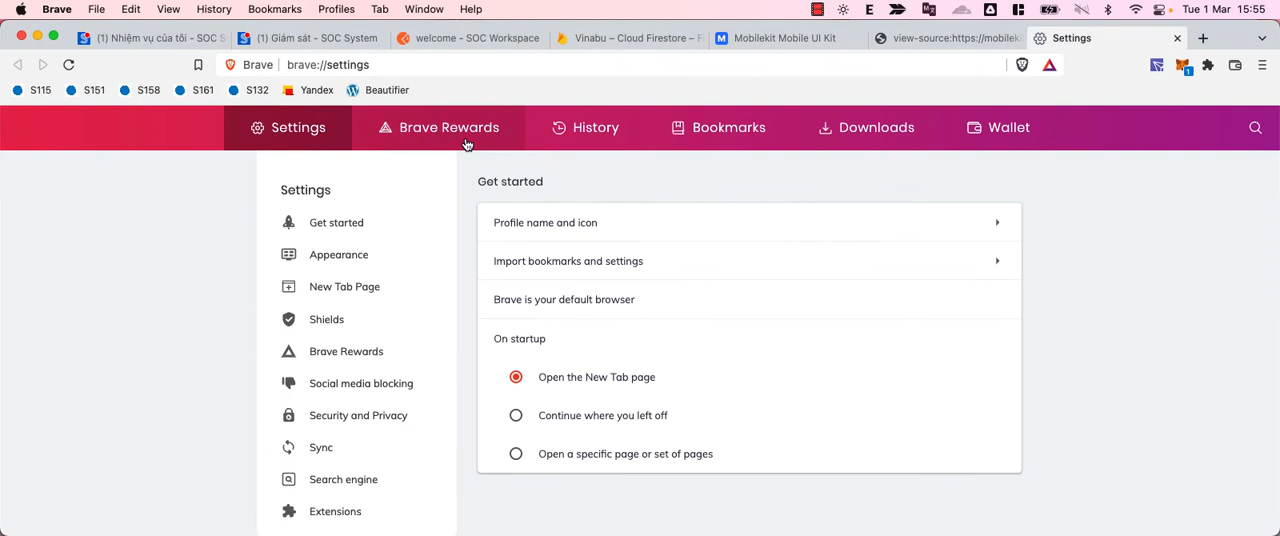 Brave File Edit View History Bookmarks Profiles Tab Window Help E Tue 1 Mar 15:55
(1) Nhiệm vụ của tôi - SOC S (1) Giám sát - SOC System welcome - SOC Workspace Vinabu – Cloud Firestore – Fi Mobilekit Mobile UI Kit view-source:https://mobileki Settings
Brave brave://settings 1
S115 S151 S158 S161 S132 Yandex Beautifier
Settings Brave Rewards History Bookmarks Downloads Wallet
Settings
Get started
Appearance
New Tab Page
Shields
Brave Rewards
Social media blocking
Security and Privacy
Sync
Search engine
Extensions
Get started
Profile name and icon
Import bookmarks and settings
Brave is your default browser
On startup
Open the New Tab page
Continue where you left off
Open a specific page or set of pages